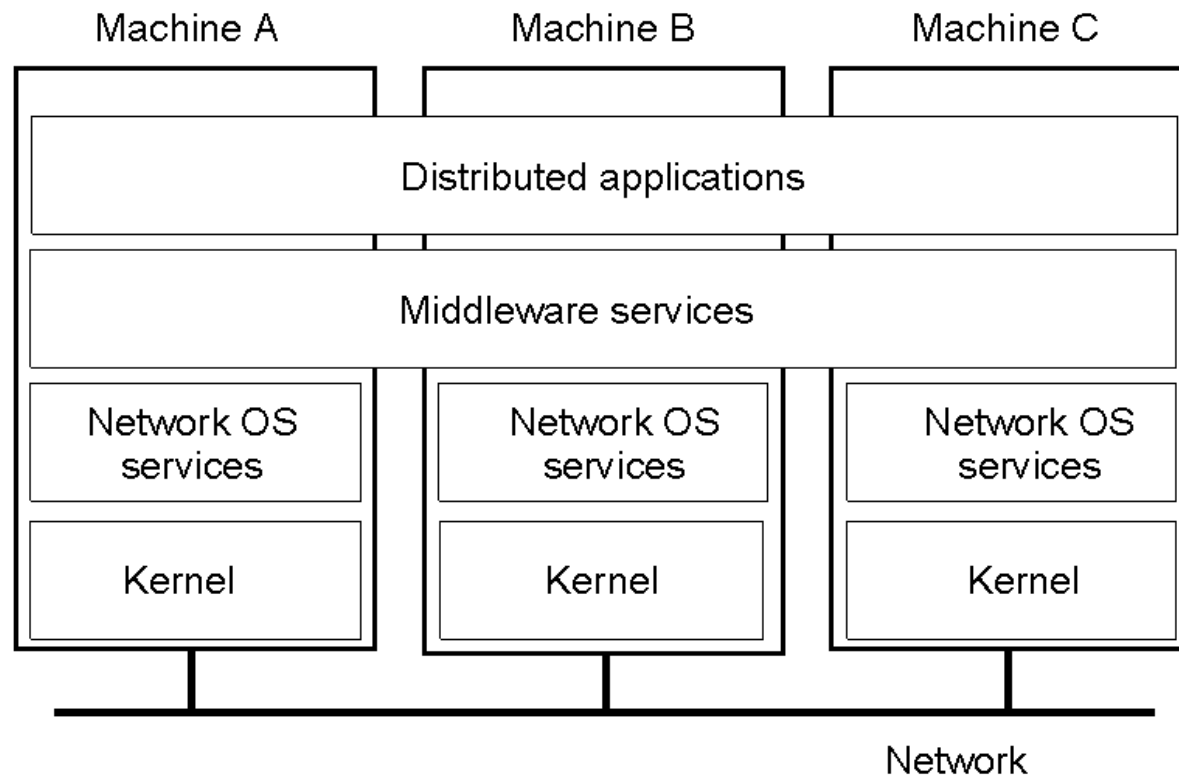 Machine A
Machine B
Machine C
Distributed applications
Middleware services
Network OS
services
Network OS
services
Network OS
services
Kernel
Kernel
Kernel
Network